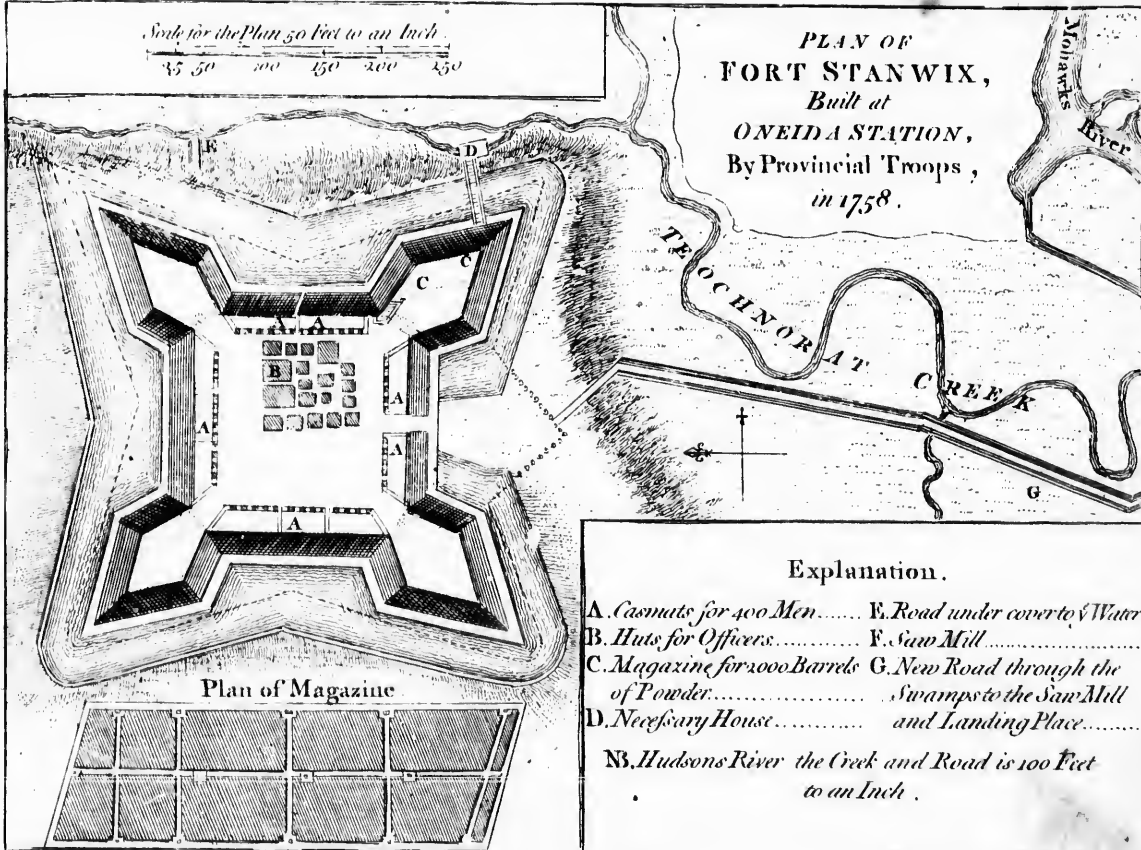 Scale for the Plan 50 Feet to an Inch.
25 50 100 150 200 250
PLAN OF
FORT STANWIX,
Built at
ONEIDA STATION,
By Provincial Troops,
in 1758.
Mohawks
River
E
D
C
C
A A
B
A
A
A
A
TEOCHNORAT CREEK
G
Plan of Magazine
Explanation.
A. Casmats for 400 Men......
B. Huts for Officers.........
C. Magazine for 2000 Barrels
of Powder..............
D. Necessary House...........
E. Road under cover to ye Water
F. Saw Mill..................
G. New Road through the
Swamps to the Saw Mill
and Landing Place......
NB. Hudsons River the Creek and Road is 100 Feet
to an Inch.